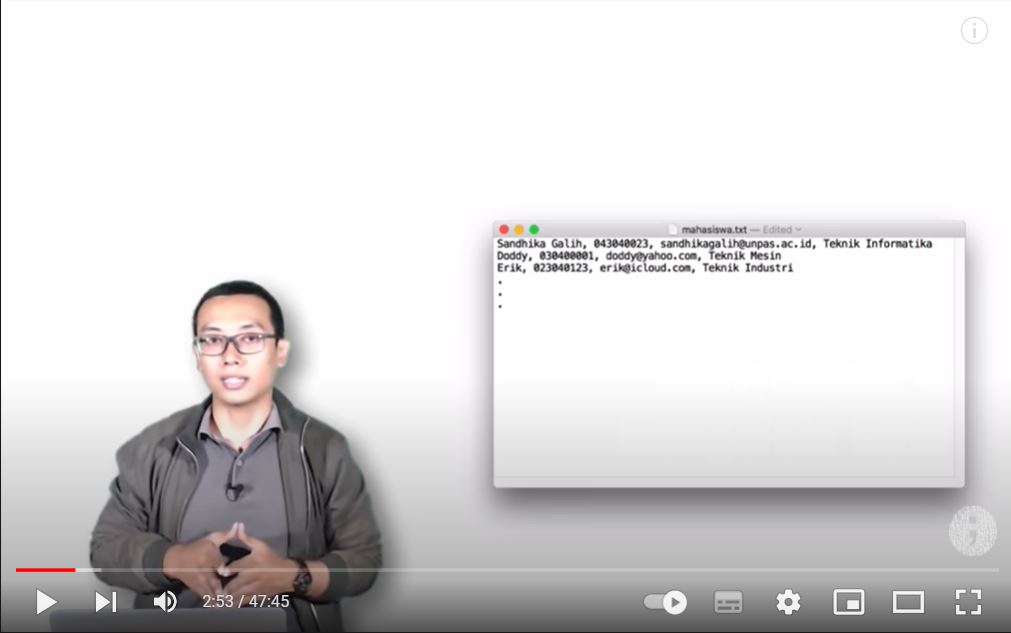 mahasiswa.txt — Edited
Sandhika Galih, 043040023, sandhikagalih@unpas.ac.id, Teknik Informatika
Doddy, 030400001, doddy@yahoo.com, Teknik Mesin
Erik, 023040123, erik@icloud.com, Teknik Industri
.
.
.
2:53 / 47:45